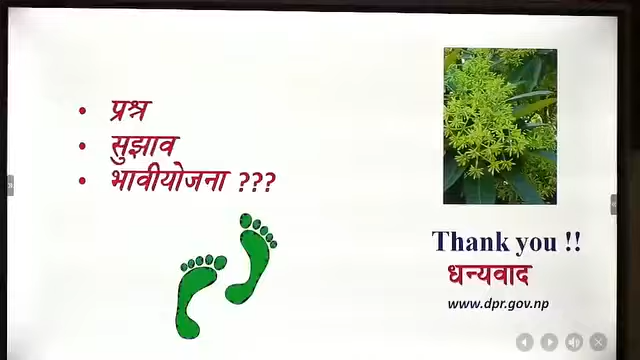 • प्रश्न
• सुझाव
• भावीयोजना ???
Thank you !!
धन्यवाद
www.dpr.gov.np